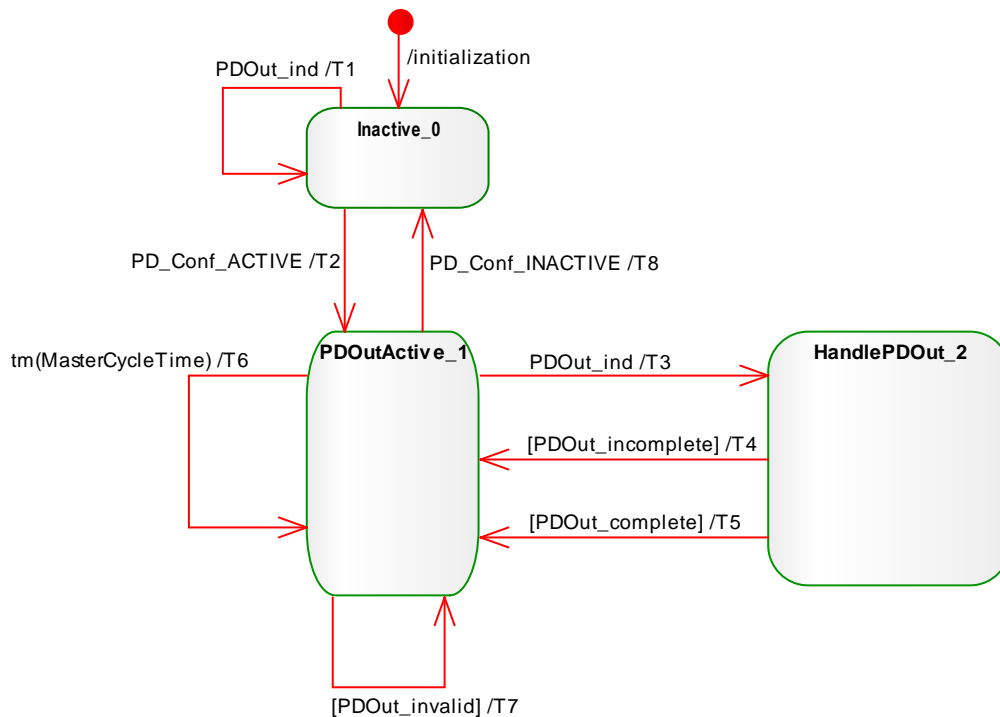 /initialization
PDOut_ind /T1
Inactive_0
PD_Conf_ACTIVE /T2
PD_Conf_INACTIVE /T8
PDOutActive_1
HandlePDOut_2
tm(MasterCycleTime) /T6
PDOut_ind /T3
[PDOut_incomplete] /T4
[PDOut_complete] /T5
[PDOut_invalid] /T7